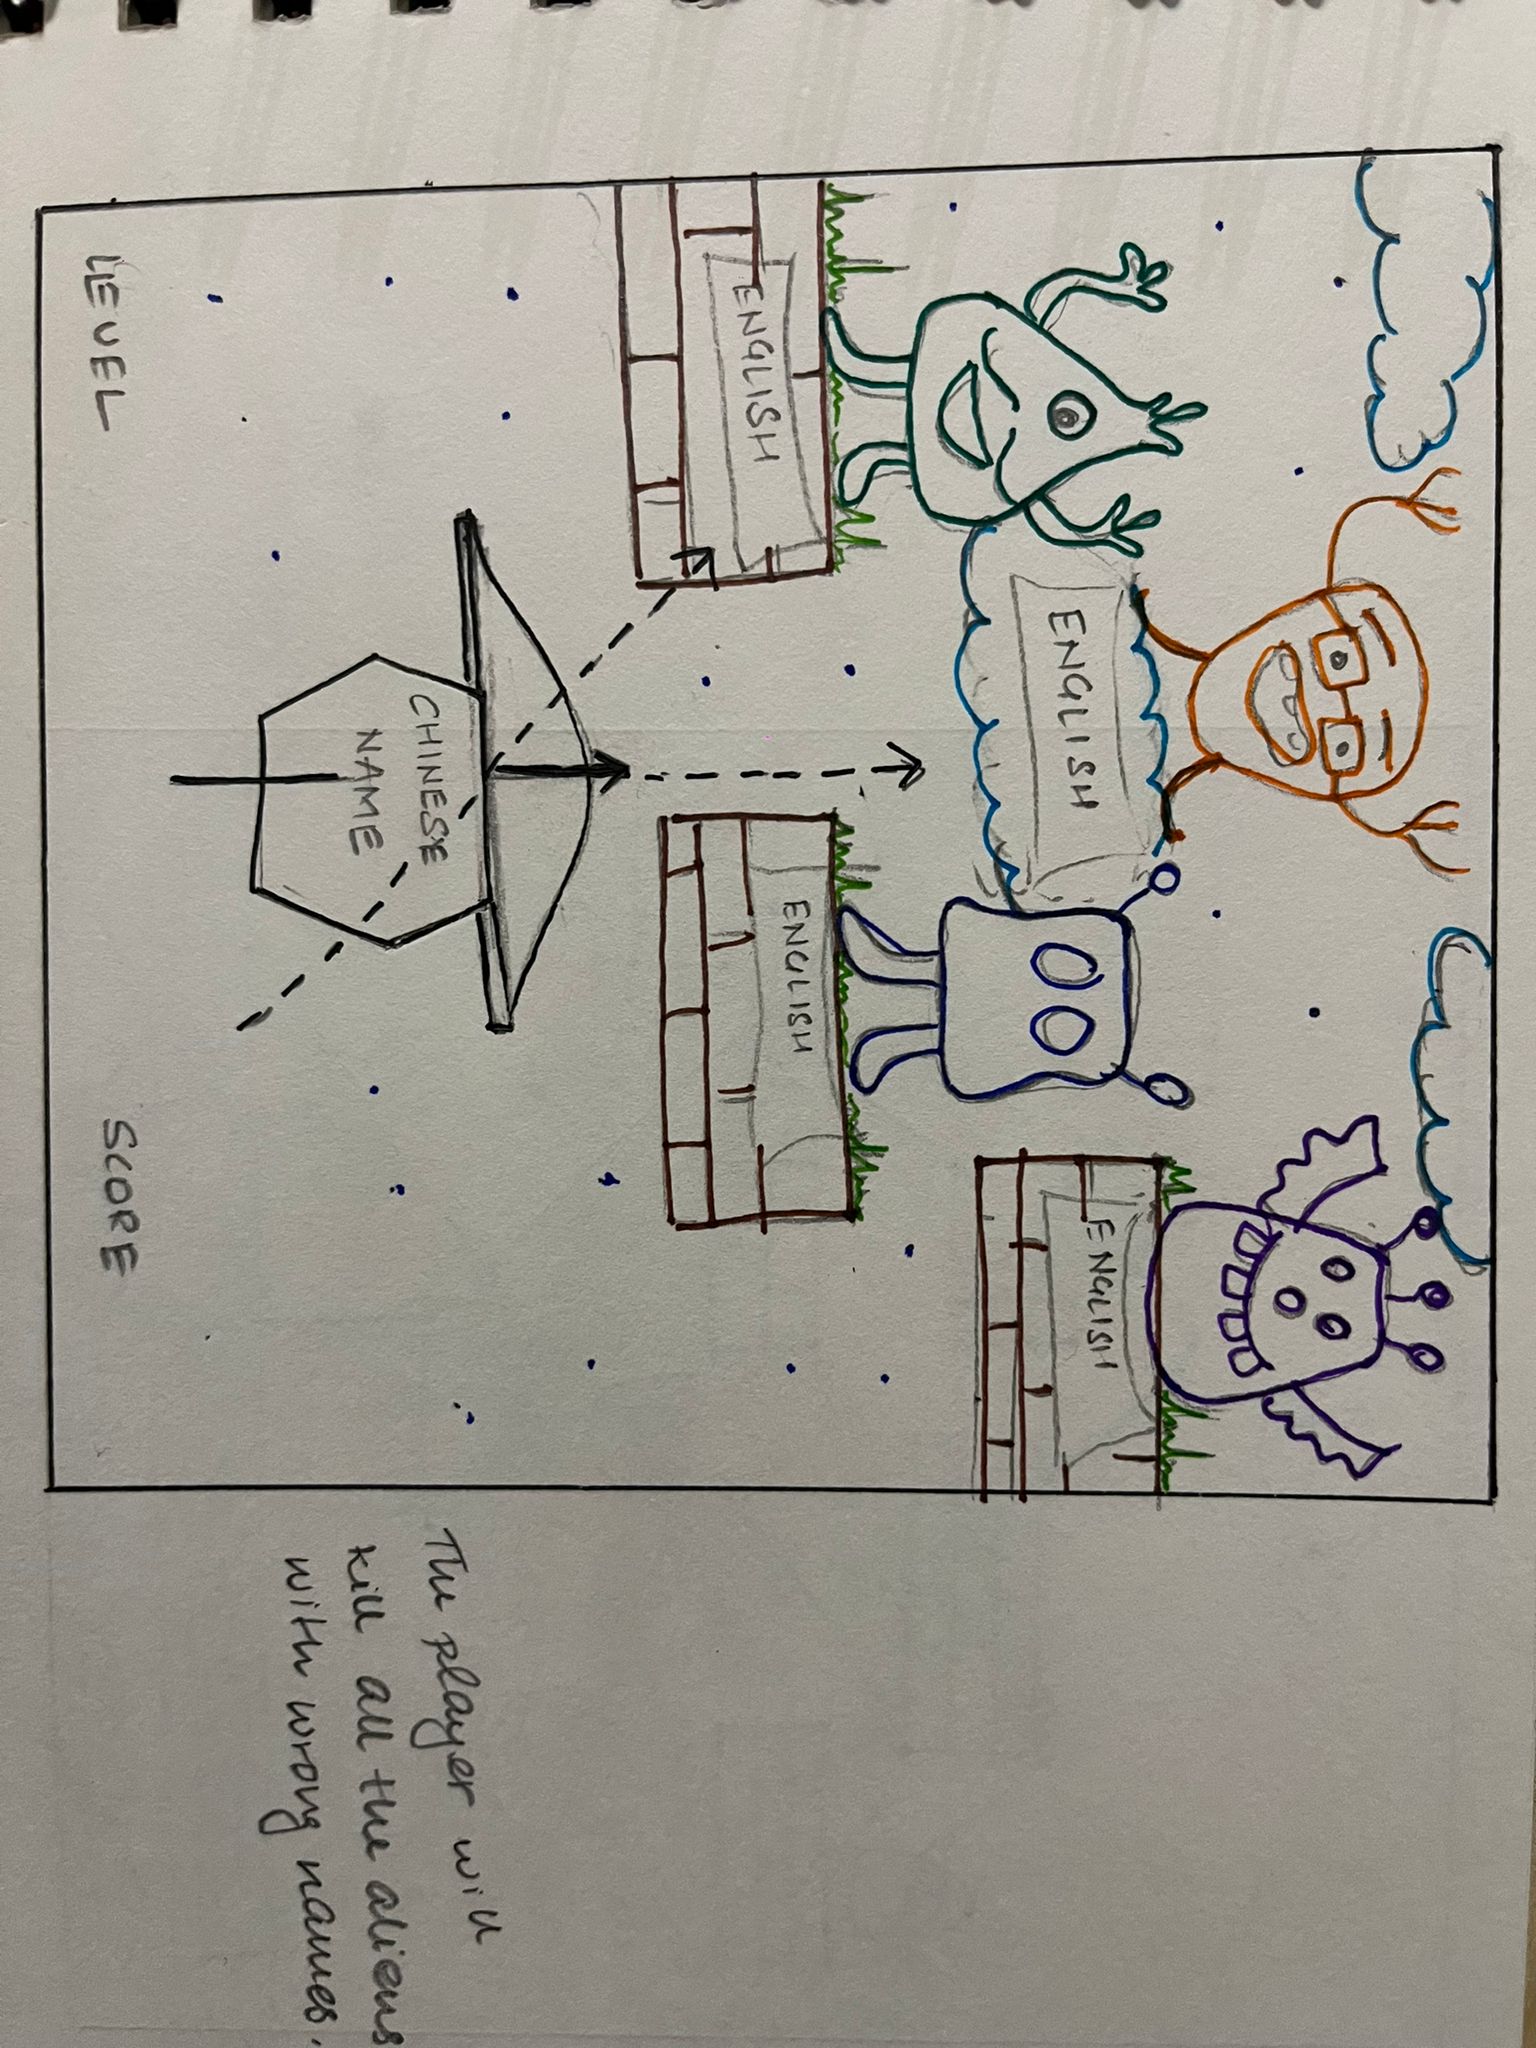 ENGLISH
ENGLISH
ENGLISH
ENGLISH
CHINESE
NAME
LEVEL
SCORE
The player will
kill all the aliens
with wrong names.